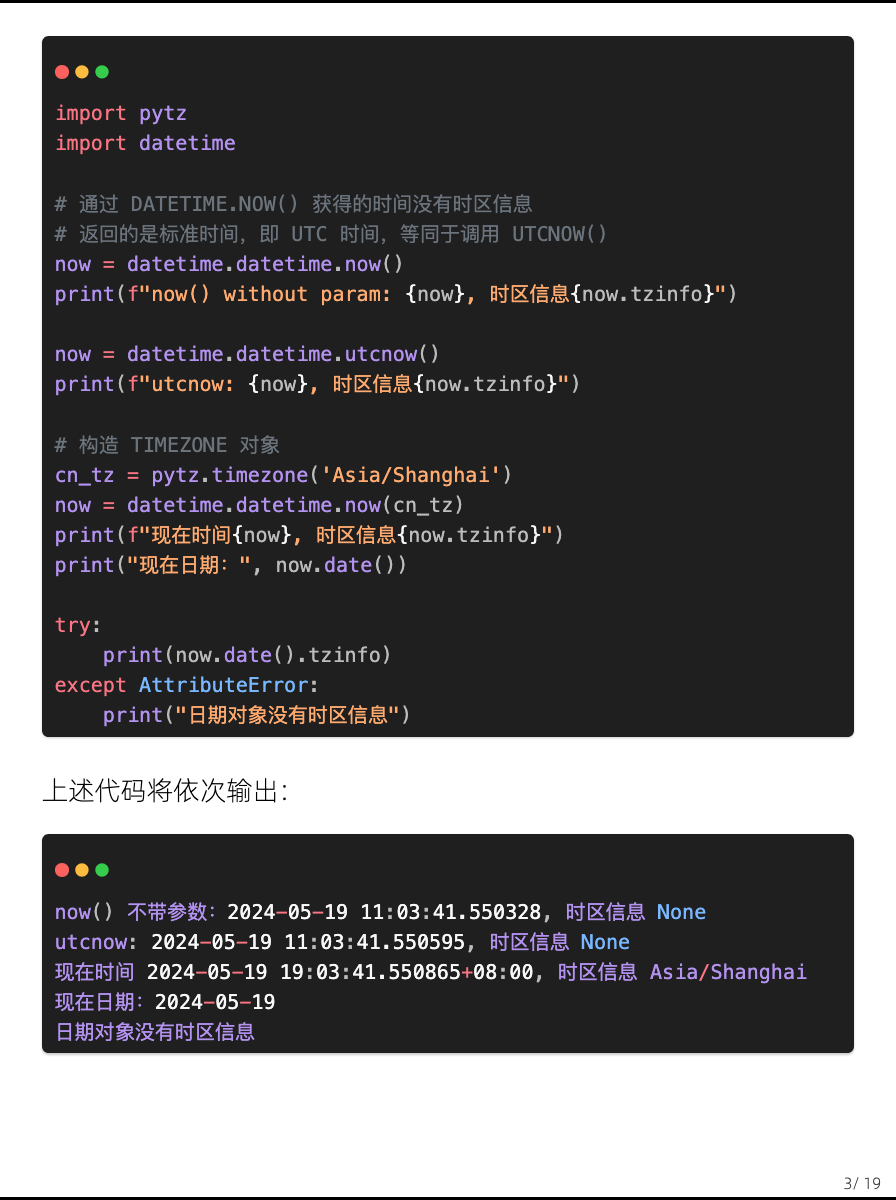 import pytz
import datetime
# 通过 DATETIME.NOW() 获得的时间没有时区信息
# 返回的是标准时间，即 UTC 时间，等同于调用 UTCNOW()
now = datetime.datetime.now()
print(f"now() without param: {now}, 时区信息{now.tzinfo}")
now = datetime.datetime.utcnow()
print(f"utcnow: {now}, 时区信息{now.tzinfo}")
# 构造 TIMEZONE 对象
cn_tz = pytz.timezone('Asia/Shanghai')
now = datetime.datetime.now(cn_tz)
print(f"现在时间{now}, 时区信息{now.tzinfo}")
print("现在日期：", now.date())
try:
    print(now.date().tzinfo)
except AttributeError:
    print("日期对象没有时区信息")
上述代码将依次输出：
now() 不带参数：2024-05-19 11:03:41.550328, 时区信息 None
utcnow: 2024-05-19 11:03:41.550595, 时区信息 None
现在时间 2024-05-19 19:03:41.550865+08:00, 时区信息 Asia/Shanghai
现在日期：2024-05-19
日期对象没有时区信息
3/ 19